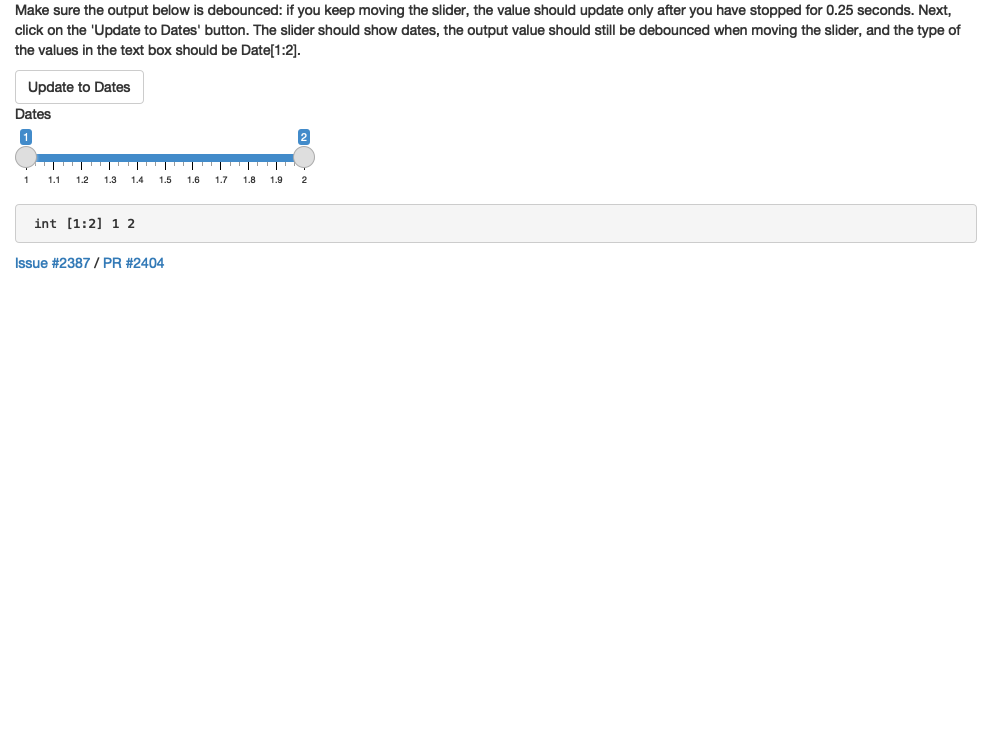 Make sure the output below is debounced: if you keep moving the slider, the value should update only after you have stopped for 0.25 seconds. Next,
click on the 'Update to Dates' button. The slider should show dates, the output value should still be debounced when moving the slider, and the type of
the values in the text box should be Date[1:2].
Update to Dates
Dates
1 2
1 1.1 1.2 1.3 1.4 1.5 1.6 1.7 1.8 1.9 2
int [1:2] 1 2
Issue #2387 / PR #2404